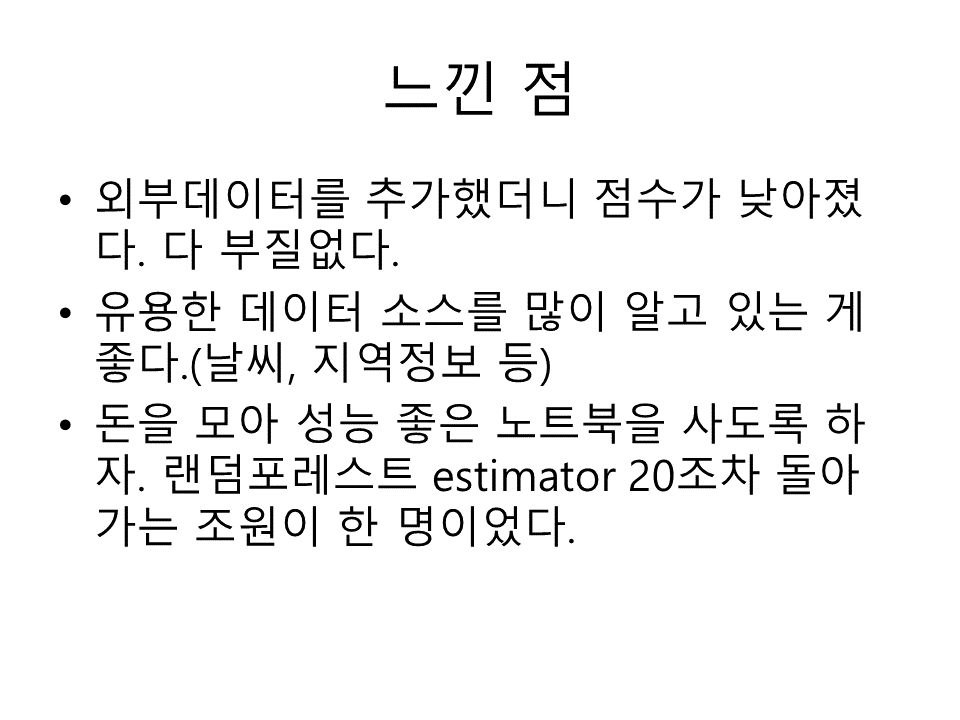 느낀 점
• 외부데이터를 추가했더니 점수가 낮아졌
다. 다 부질없다.
• 유용한 데이터 소스를 많이 알고 있는 게
좋다.(날씨, 지역정보 등)
• 돈을 모아 성능 좋은 노트북을 사도록 하
자. 랜덤포레스트 estimator 20조차 돌아
가는 조원이 한 명이었다.